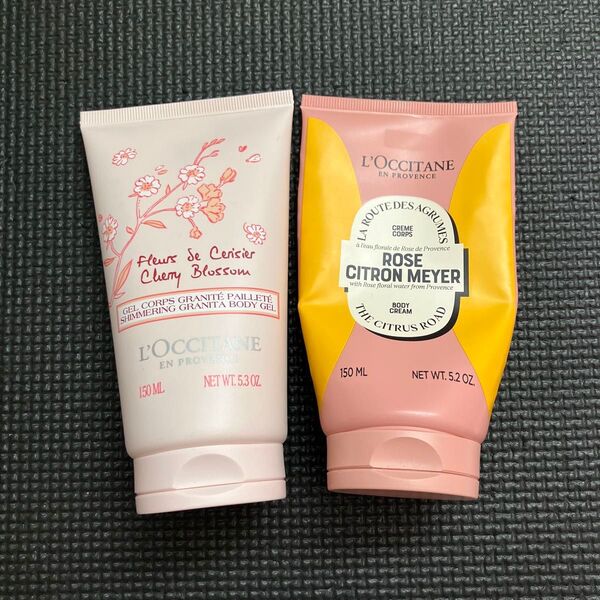 Fleurs de Cerisier
Cherry Blossom
GEL CORPS GRANITÉ PAILLETÉ
SHIMMERING GRANITA BODY GEL
L'OCCITANE
EN PROVENCE
150 ML NET WT. 5.3 OZ.
L'OCCITANE
EN PROVENCE
LA ROUTE DES AGRUMES
CREME
CORPS
à l'eau florale de Rose de Provence
ROSE
CITRON MEYER
with Rose floral water from Provence
BODY
CREAM
THE CITRUS ROAD
150 ML NET WT. 5.2 OZ.